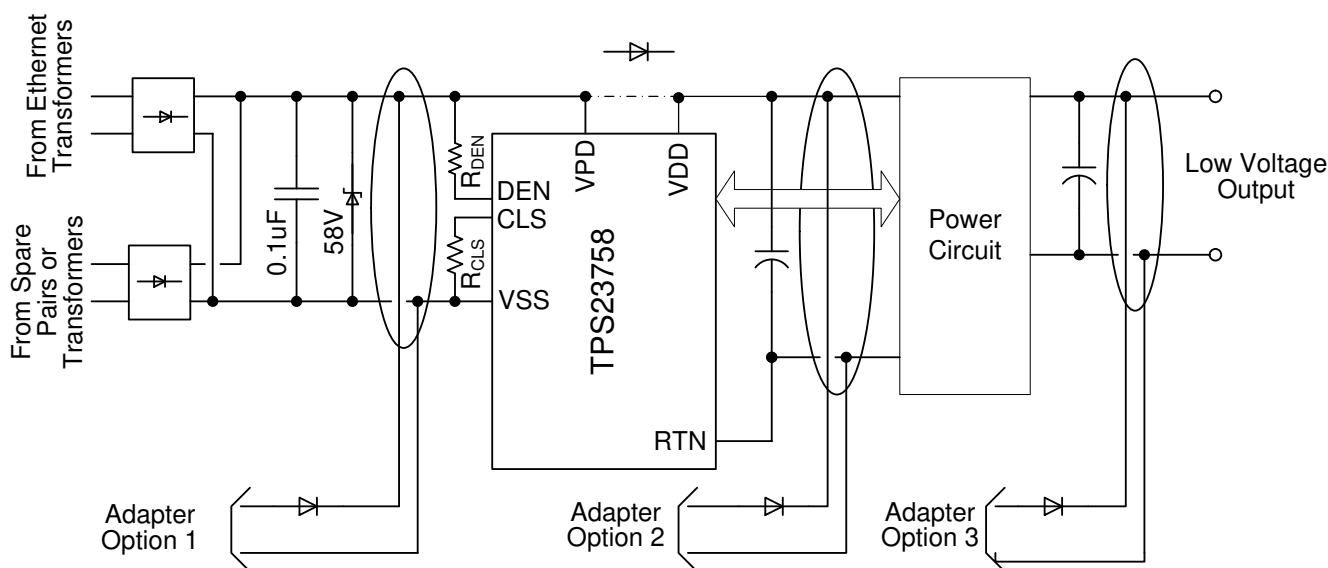 From Ethernet
Transformers
From Spare
Pairs or
Transformers
0.1uF
58V
RDEN
RCLS
DEN
CLS
VSS
VPD
VDD
TPS23758
RTN
Power
Circuit
Low Voltage
Output
Adapter
Option 1
Adapter
Option 2
Adapter
Option 3